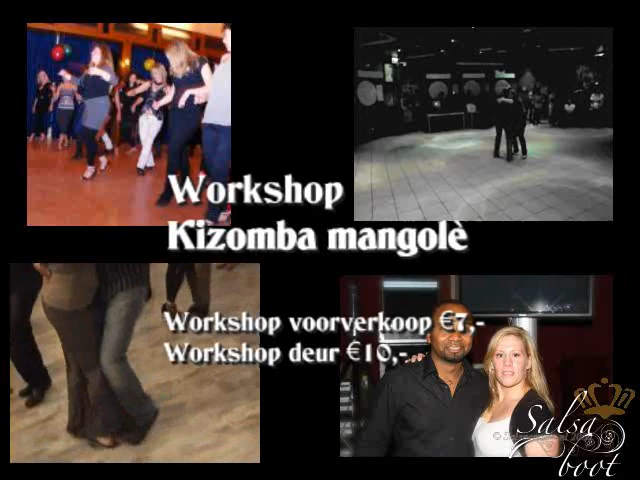 Workshop
Kizomba mangolè
Workshop voorverkoop €7,-
Workshop deur €10,-
Salsa
boot